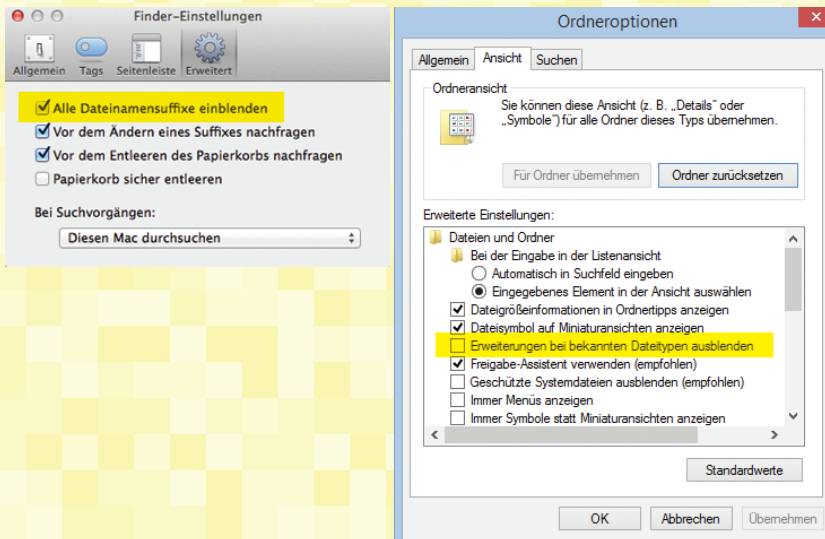 Finder-Einstellungen
Allgemein Tags Seitenleiste Erweitert
Alle Dateinamensuffixe einblenden
Vor dem Ändern eines Suffixes nachfragen
Vor dem Entleeren des Papierkorbs nachfragen
Papierkorb sicher entleeren
Bei Suchvorgängen:
Diesen Mac durchsuchen
Ordneroptionen
Allgemein Ansicht Suchen
Ordneransicht
Sie können diese Ansicht (z. B. „Details" oder
„Symbole") für alle Ordner dieses Typs übernehmen.
Für Ordner übernehmen Ordner zurücksetzen
Erweiterte Einstellungen:
Dateien und Ordner
Bei der Eingabe in der Listenansicht
Automatisch in Suchfeld eingeben
Eingegebenes Element in der Ansicht auswählen
Dateigrößeinformationen in Ordnertipps anzeigen
Dateisymbol auf Miniaturansichten anzeigen
Erweiterungen bei bekannten Dateitypen ausblenden
Freigabe-Assistent verwenden (empfohlen)
Geschützte Systemdateien ausblenden (empfohlen)
Immer Menüs anzeigen
Immer Symbole statt Miniaturansichten anzeigen
Standardwerte
OK Abbrechen Übernehmen